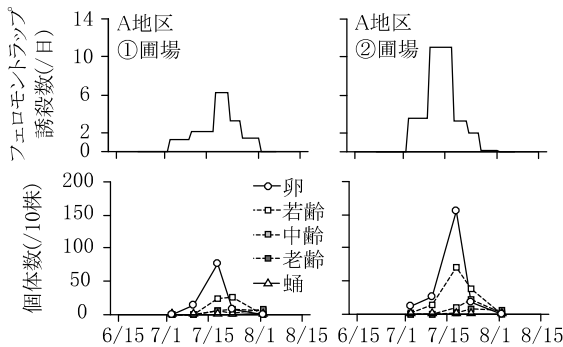 フェロモントラップ
誘殺数(/日)
14
10
6
2
0
A地区
①圃場
A地区
②圃場
個体数(/10株)
200
150
100
50
0
卵
若齢
中齢
老齢
蛹
6/15 7/1 7/15 8/1 8/15
6/15 7/1 7/15 8/1 8/15